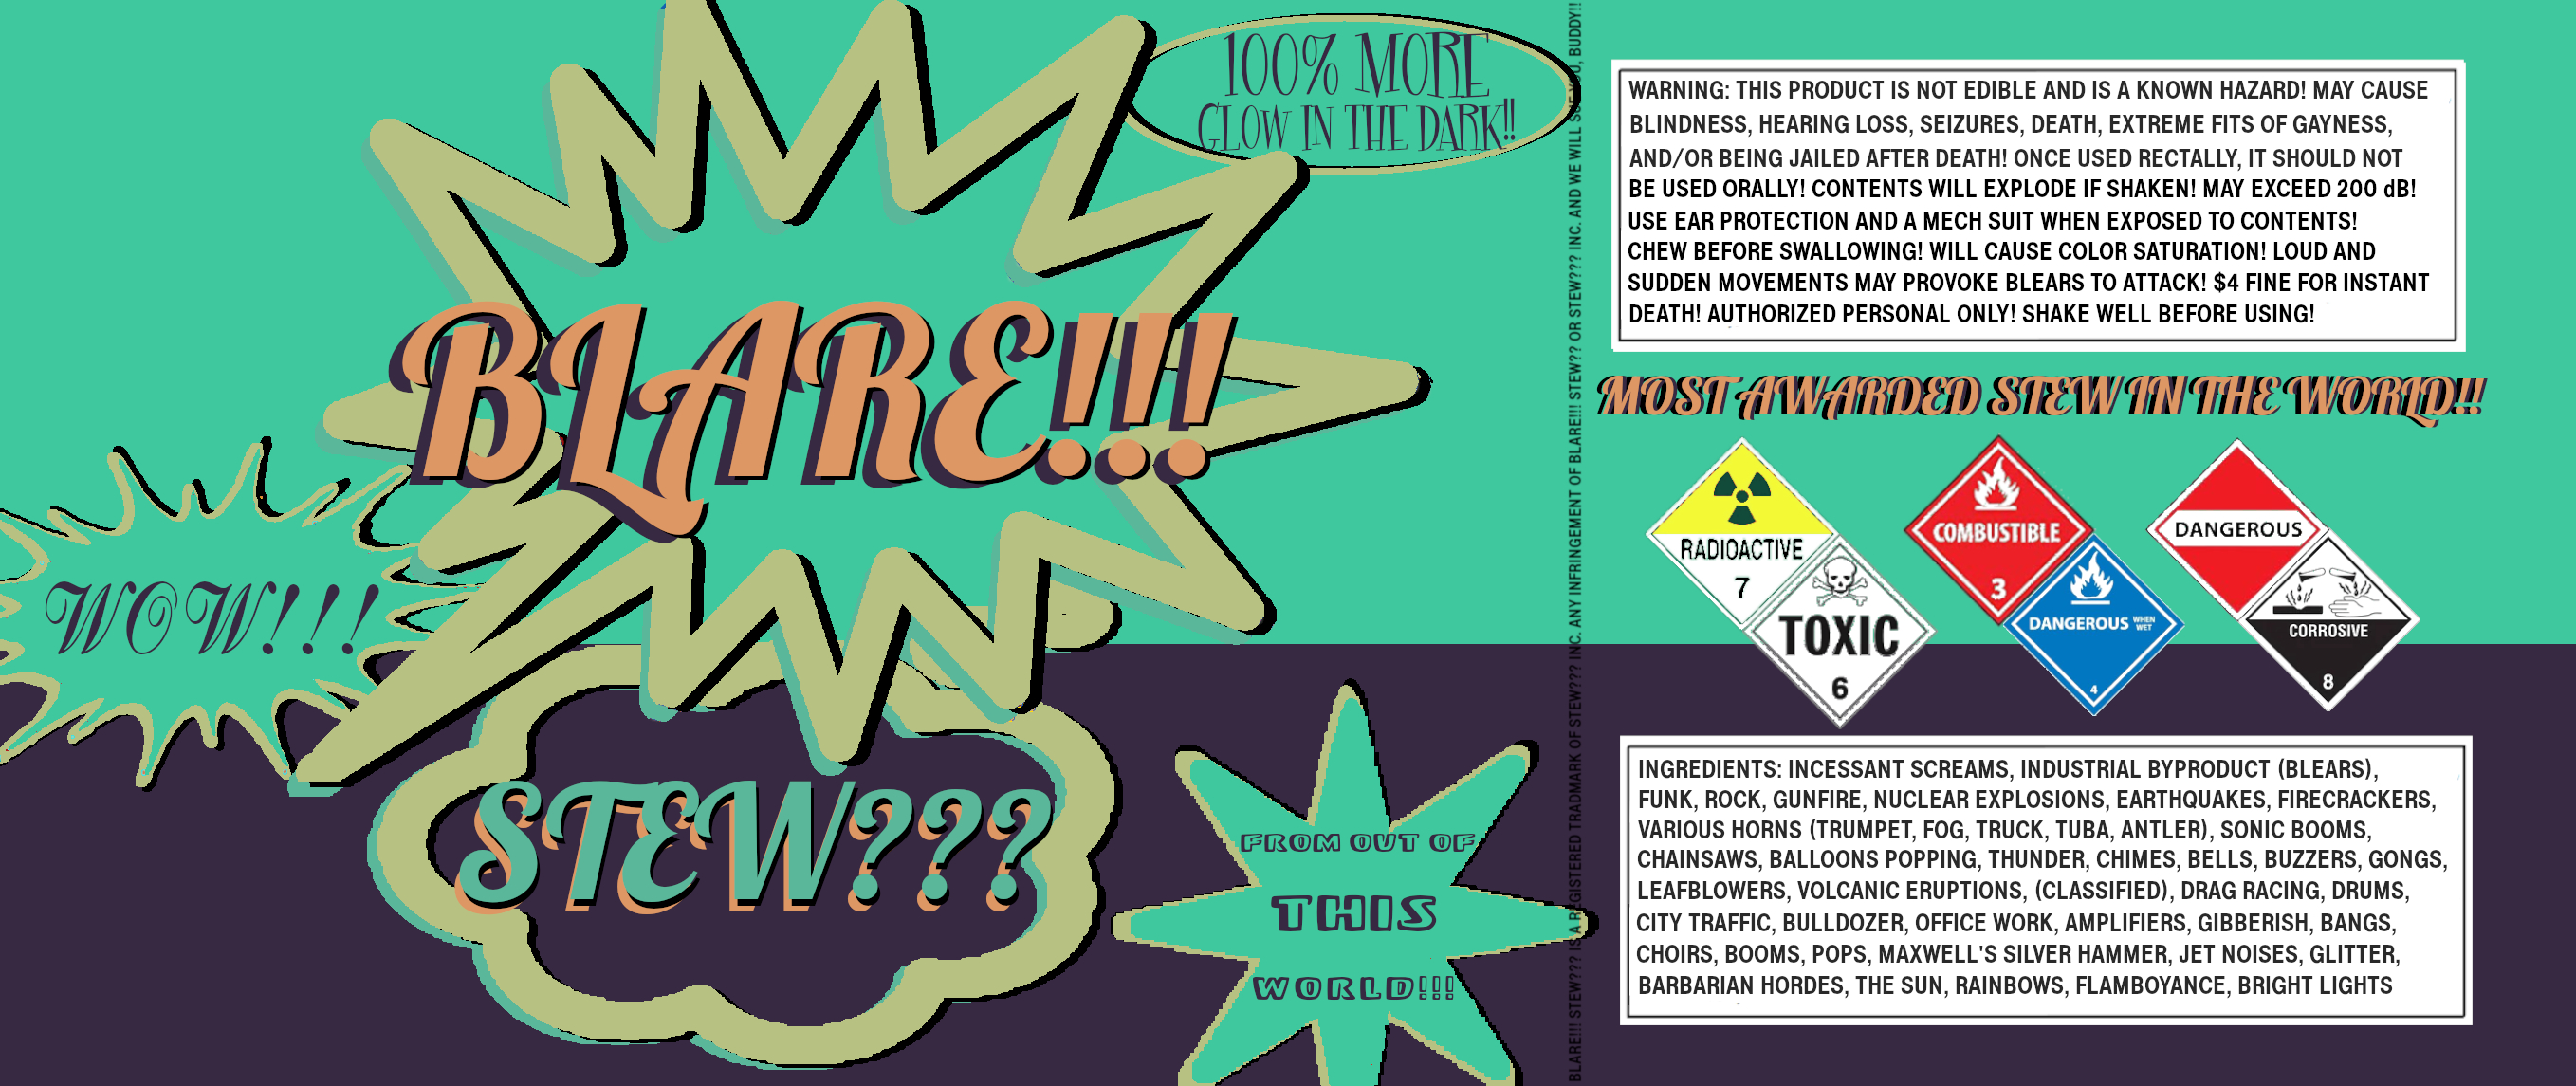 100% MORE
GLOW IN THE DARK!!
BLARE!!!
WOW!!!
STEW???
FROM OUT OF
THIS
WORLD!!!
BLARE!!! STEW??? IS A REGISTERED TRADMARK OF STEW??? INC. ANY INFRINGEMENT OF BLARE!!! STEW?? OR STEW??? INC. AND WE WILL SUE YOU, BUDDY!!
WARNING: THIS PRODUCT IS NOT EDIBLE AND IS A KNOWN HAZARD! MAY CAUSE
BLINDNESS, HEARING LOSS, SEIZURES, DEATH, EXTREME FITS OF GAYNESS,
AND/OR BEING JAILED AFTER DEATH! ONCE USED RECTALLY, IT SHOULD NOT
BE USED ORALLY! CONTENTS WILL EXPLODE IF SHAKEN! MAY EXCEED 200 dB!
USE EAR PROTECTION AND A MECH SUIT WHEN EXPOSED TO CONTENTS!
CHEW BEFORE SWALLOWING! WILL CAUSE COLOR SATURATION! LOUD AND
SUDDEN MOVEMENTS MAY PROVOKE BLEARS TO ATTACK! $4 FINE FOR INSTANT
DEATH! AUTHORIZED PERSONAL ONLY! SHAKE WELL BEFORE USING!
MOST AWARDED STEW IN THE WORLD!!
RADIOACTIVE
7
TOXIC
6
COMBUSTIBLE
3
DANGEROUS WHEN WET
4
DANGEROUS
CORROSIVE
8
INGREDIENTS: INCESSANT SCREAMS, INDUSTRIAL BYPRODUCT (BLEARS),
FUNK, ROCK, GUNFIRE, NUCLEAR EXPLOSIONS, EARTHQUAKES, FIRECRACKERS,
VARIOUS HORNS (TRUMPET, FOG, TRUCK, TUBA, ANTLER), SONIC BOOMS,
CHAINSAWS, BALLOONS POPPING, THUNDER, CHIMES, BELLS, BUZZERS, GONGS,
LEAFBLOWERS, VOLCANIC ERUPTIONS, (CLASSIFIED), DRAG RACING, DRUMS,
CITY TRAFFIC, BULLDOZER, OFFICE WORK, AMPLIFIERS, GIBBERISH, BANGS,
CHOIRS, BOOMS, POPS, MAXWELL'S SILVER HAMMER, JET NOISES, GLITTER,
BARBARIAN HORDES, THE SUN, RAINBOWS, FLAMBOYANCE, BRIGHT LIGHTS